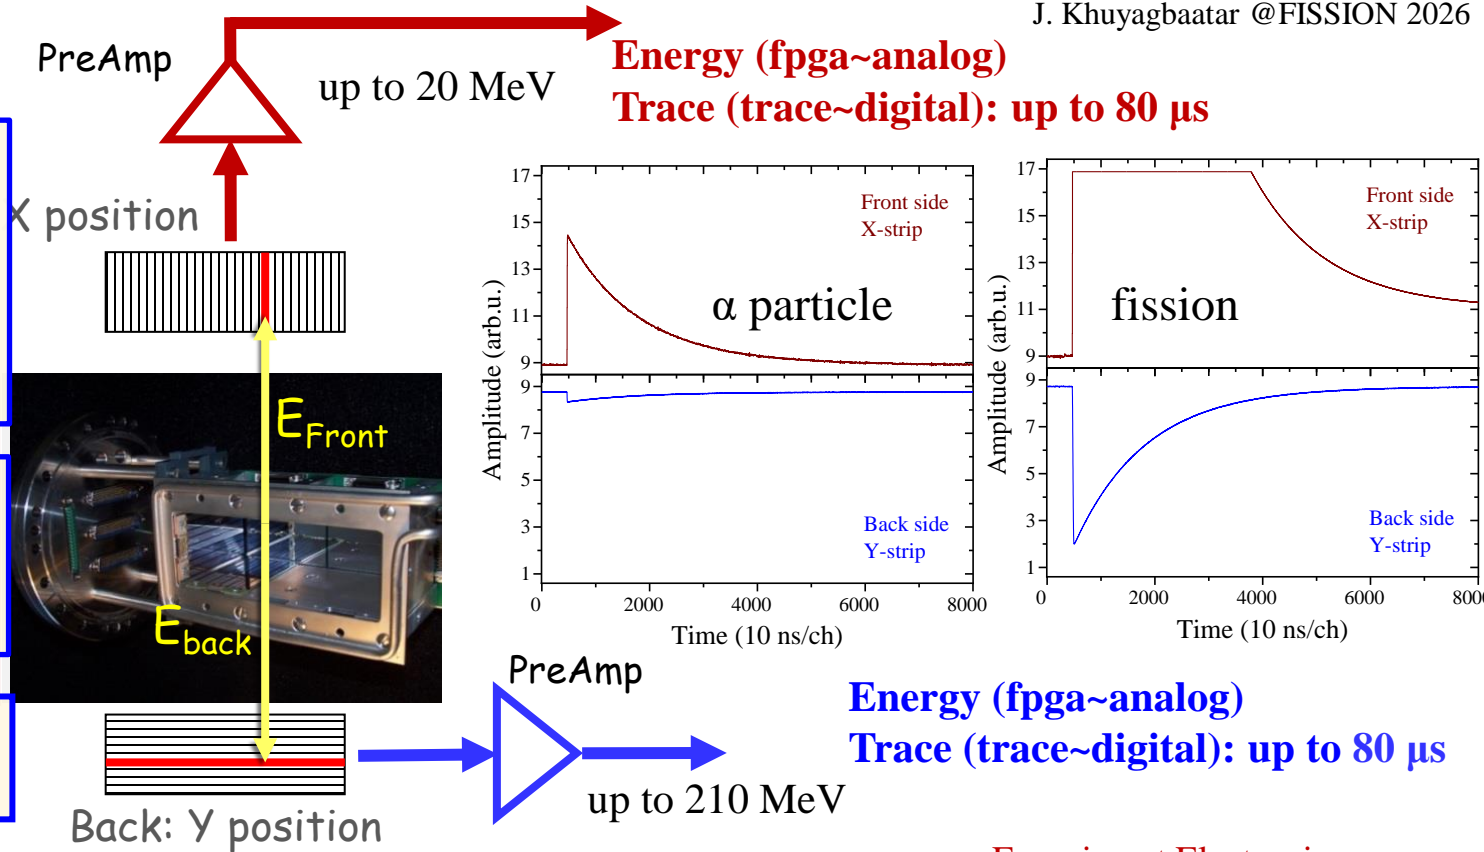 J. Khuyagbaatar @FISSION 2026
PreAmp
up to 20 MeV
Energy (fpga~analog)
Trace (trace~digital): up to 80 μs
X position
17
15
13
11
9
Front side
X-strip
α particle
9
7
5
3
1
Back side
Y-strip
Amplitude (arb.u.)
0 2000 4000 6000 8000
Time (10 ns/ch)
17
15
13
11
9
Front side
X-strip
fission
9
7
5
3
1
Back side
Y-strip
Amplitude (arb.u.)
0 2000 4000 6000
Time (10 ns/ch)
E Front
E back
PreAmp
Energy (fpga~analog)
Trace (trace~digital): up to 80 μs
up to 210 MeV
Back: Y position